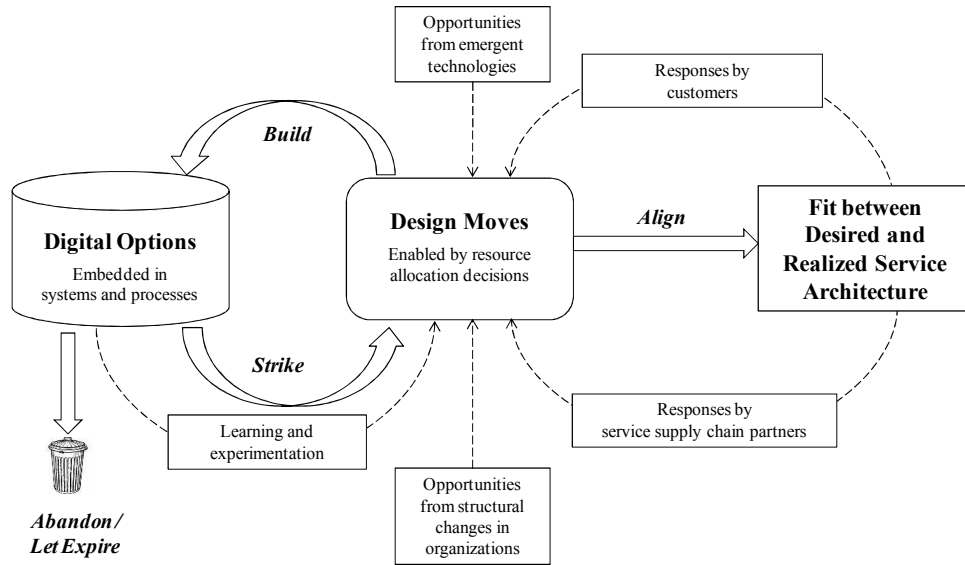 Opportunities
from emergent
technologies
Responses by
customers
Build
Digital Options
Embedded in
systems and processes
Design Moves
Enabled by resource
allocation decisions
Align
Fit between
Desired and
Realized Service
Architecture
Strike
Learning and
experimentation
Responses by
service supply chain partners
Abandon /
Let Expire
Opportunities
from structural
changes in
organizations